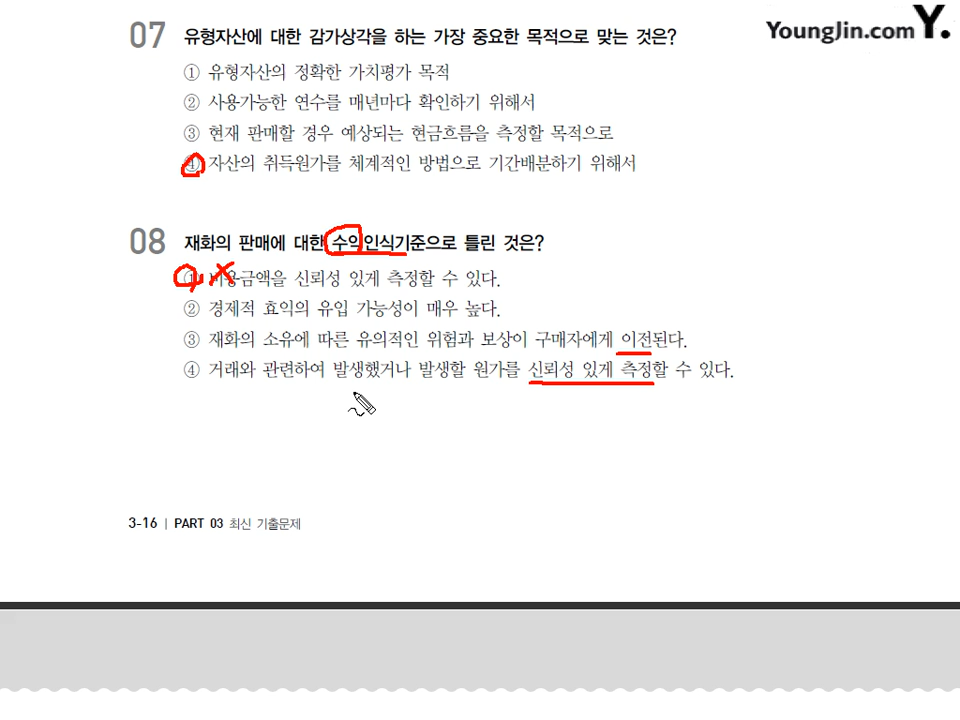 YoungJin.com Y.
07 유형자산에 대한 감가상각을 하는 가장 중요한 목적으로 맞는 것은?
① 유형자산의 정확한 가치평가 목적
② 사용가능한 연수를 매년마다 확인하기 위해서
③ 현재 판매할 경우 예상되는 현금흐름을 측정할 목적으로
④ 자산의 취득원가를 체계적인 방법으로 기간배분하기 위해서
08 재화의 판매에 대한 수익인식기준으로 틀린 것은?
① 비용금액을 신뢰성 있게 측정할 수 있다.
② 경제적 효익의 유입 가능성이 매우 높다.
③ 재화의 소유에 따른 유의적인 위험과 보상이 구매자에게 이전된다.
④ 거래와 관련하여 발생했거나 발생할 원가를 신뢰성 있게 측정할 수 있다.
3-16 | PART 03 최신 기출문제